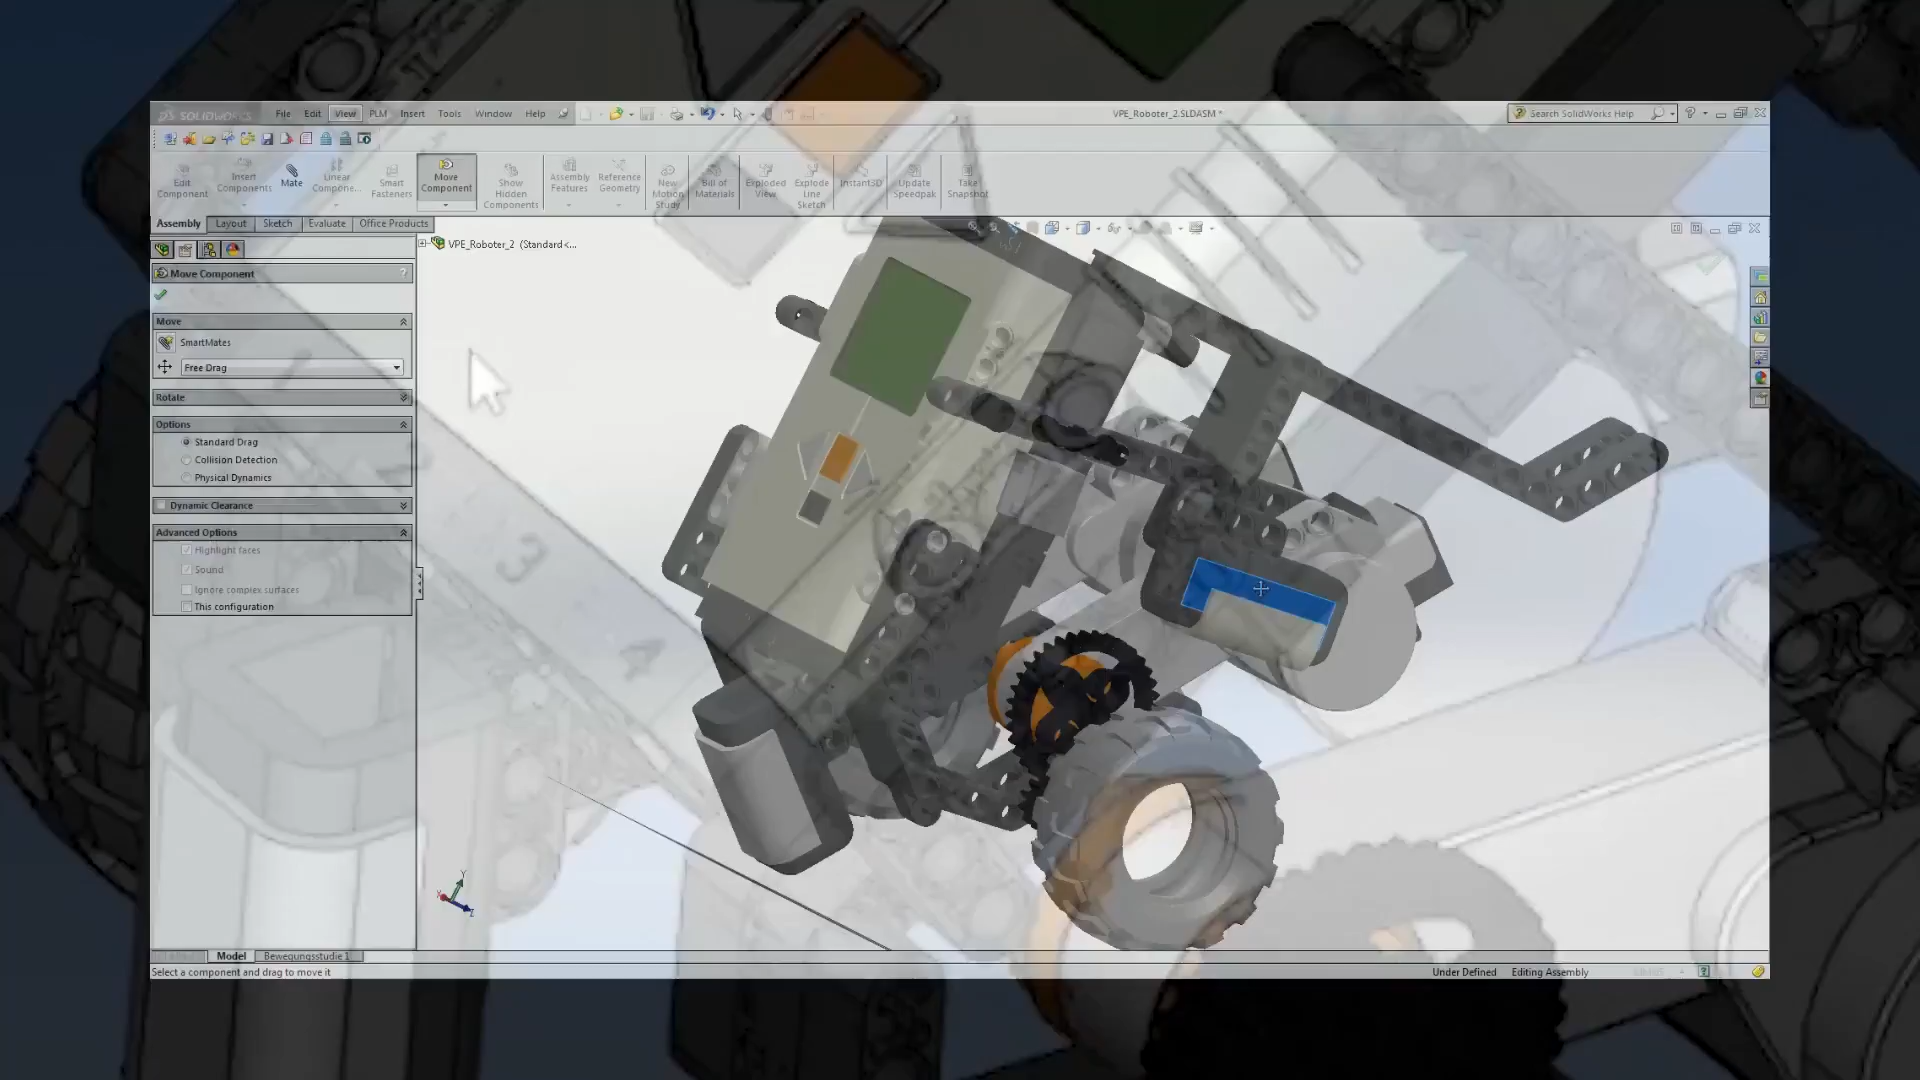 SOLIDWORKS File Edit View PLM Insert Tools Window Help VPE_Roboter_2.SLDASM * Search SolidWorks Help
Edit Component
Insert Components
Mate
Linear Compone...
Smart Fasteners
Move Component
Show Hidden Components
Assembly Features
Reference Geometry
New Motion Study
Bill of Materials
Exploded View
Explode Line Sketch
Instant3D
Update Speedpak
Take Snapshot
Assembly Layout Sketch Evaluate Office Products
VPE_Roboter_2 (Standard<...
Move Component ?
Move
SmartMates
Free Drag
Rotate
Options
Standard Drag
Collision Detection
Physical Dynamics
Dynamic Clearance
Advanced Options
Highlight faces
Sound
Ignore complex surfaces
This configuration
3
4
Y
X
Z
Model Bewegungsstudie 1
Select a component and drag to move it Under Defined Editing Assembly